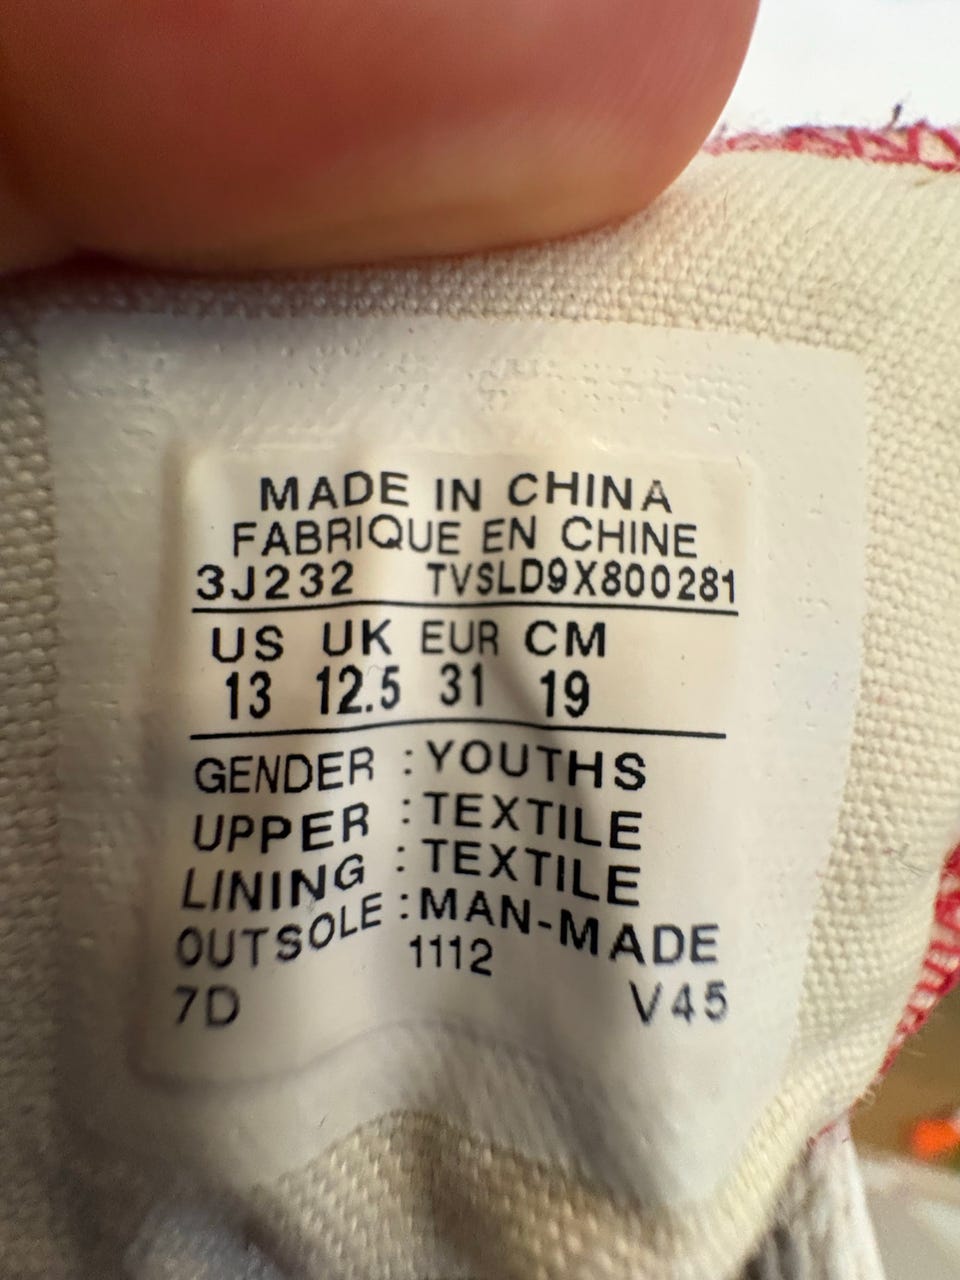 MADE IN CHINA
FABRIQUE EN CHINE
3J232 TVSLD9X800281
US UK EUR CM
13 12.5 31 19
GENDER : YOUTHS
UPPER : TEXTILE
LINING : TEXTILE
OUTSOLE : MAN-MADE
1112
7D V45